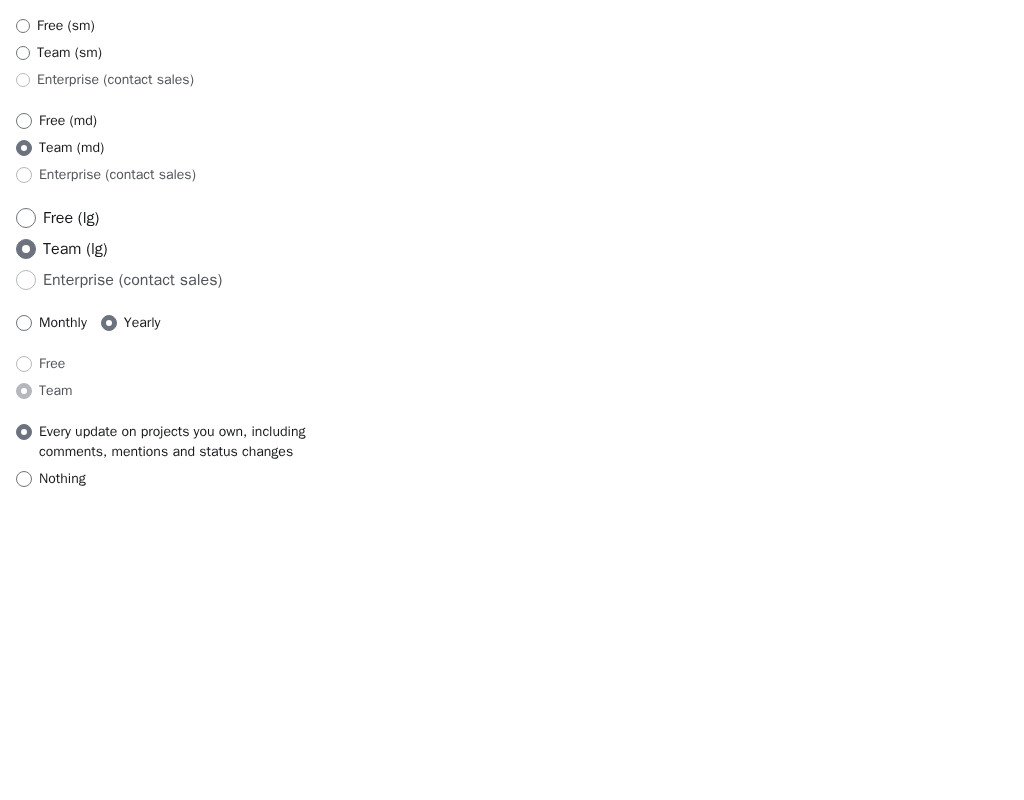 Free (sm)
Team (sm)
Enterprise (contact sales)
Free (md)
Team (md)
Enterprise (contact sales)
Free (lg)
Team (lg)
Enterprise (contact sales)
Monthly Yearly
Free
Team
Every update on projects you own, including
comments, mentions and status changes
Nothing